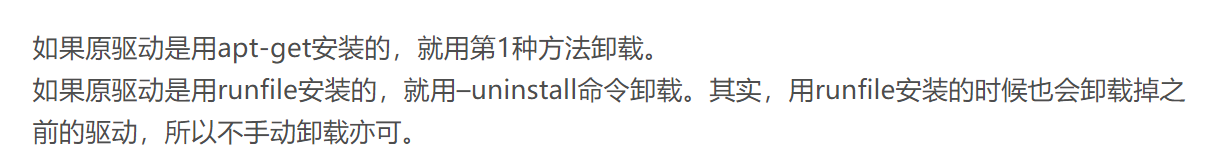 如果原驱动是用apt-get安装的，就用第1种方法卸载。
如果原驱动是用runfile安装的，就用–uninstall命令卸载。其实，用runfile安装的时候也会卸载掉之
前的驱动，所以不手动卸载亦可。